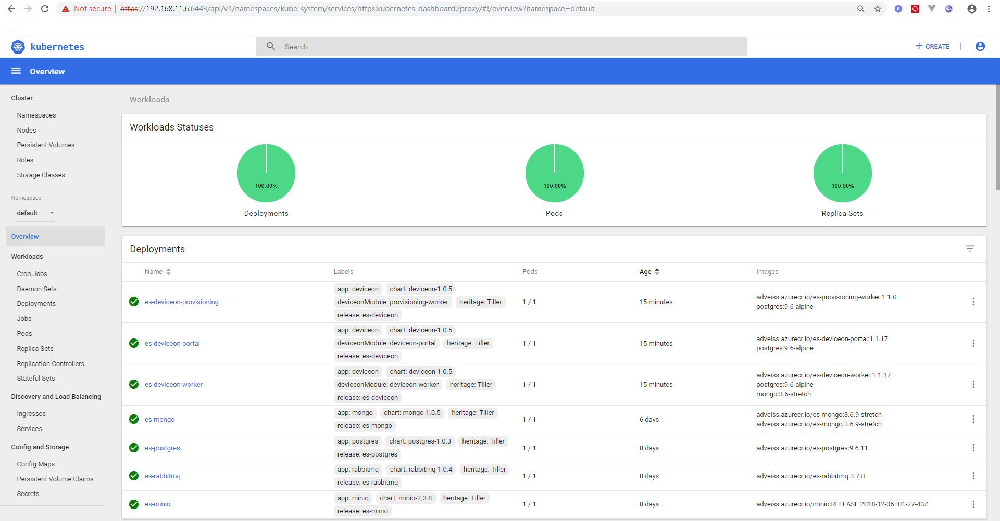 Not secure | https://192.168.11.6:6443/api/v1/namespaces/kube-system/services/https:kubernetes-dashboard:/proxy/#!/overview?namespace=default
kubernetes
Search
+ CREATE
Overview
Cluster
Namespaces
Nodes
Persistent Volumes
Roles
Storage Classes
Namespace
default
Overview
Workloads
Cron Jobs
Daemon Sets
Deployments
Jobs
Pods
Replica Sets
Replication Controllers
Stateful Sets
Discovery and Load Balancing
Ingresses
Services
Config and Storage
Config Maps
Persistent Volume Claims
Secrets
Workloads
Workloads Statuses
100.00% 100.00% 100.00%
Deployments Pods Replica Sets
Deployments
Name Labels Pods Age Images
es-deviceon-provisioning
app: deviceon chart: deviceon-1.0.5
deviceonModule: provisioning-worker heritage: Tiller
release: es-deviceon
1 / 1
15 minutes
adveiss.azurecr.io/es-provisioning-worker:1.1.0
postgres:9.6-alpine
es-deviceon-portal
app: deviceon chart: deviceon-1.0.5
deviceonModule: deviceon-portal heritage: Tiller
release: es-deviceon
1 / 1
15 minutes
adveiss.azurecr.io/es-deviceon-portal:1.1.17
postgres:9.6-alpine
es-deviceon-worker
app: deviceon chart: deviceon-1.0.5
deviceonModule: deviceon-worker heritage: Tiller
release: es-deviceon
1 / 1
15 minutes
adveiss.azurecr.io/es-deviceon-worker:1.1.17
postgres:9.6-alpine
mongo:3.6-stretch
es-mongo
app: mongo chart: mongo-1.0.5 heritage: Tiller
release: es-mongo
1 / 1
6 days
adveiss.azurecr.io/es-mongo:3.6.9-stretch
adveiss.azurecr.io/es-mongo:3.6.9-stretch
es-postgres
app: postgres chart: postgres-1.0.3 heritage: Tiller
release: es-postgres
1 / 1
8 days
adveiss.azurecr.io/es-postgres:9.6.11
es-rabbitmq
app: rabbitmq chart: rabbitmq-1.0.4 heritage: Tiller
release: es-rabbitmq
1 / 1
8 days
adveiss.azurecr.io/es-rabbitmq:3.7.8
es-minio
app: minio chart: minio-2.3.8 heritage: Tiller
release: es-minio
1 / 1
8 days
adveiss.azurecr.io/minio:RELEASE.2018-12-06T01-27-43Z